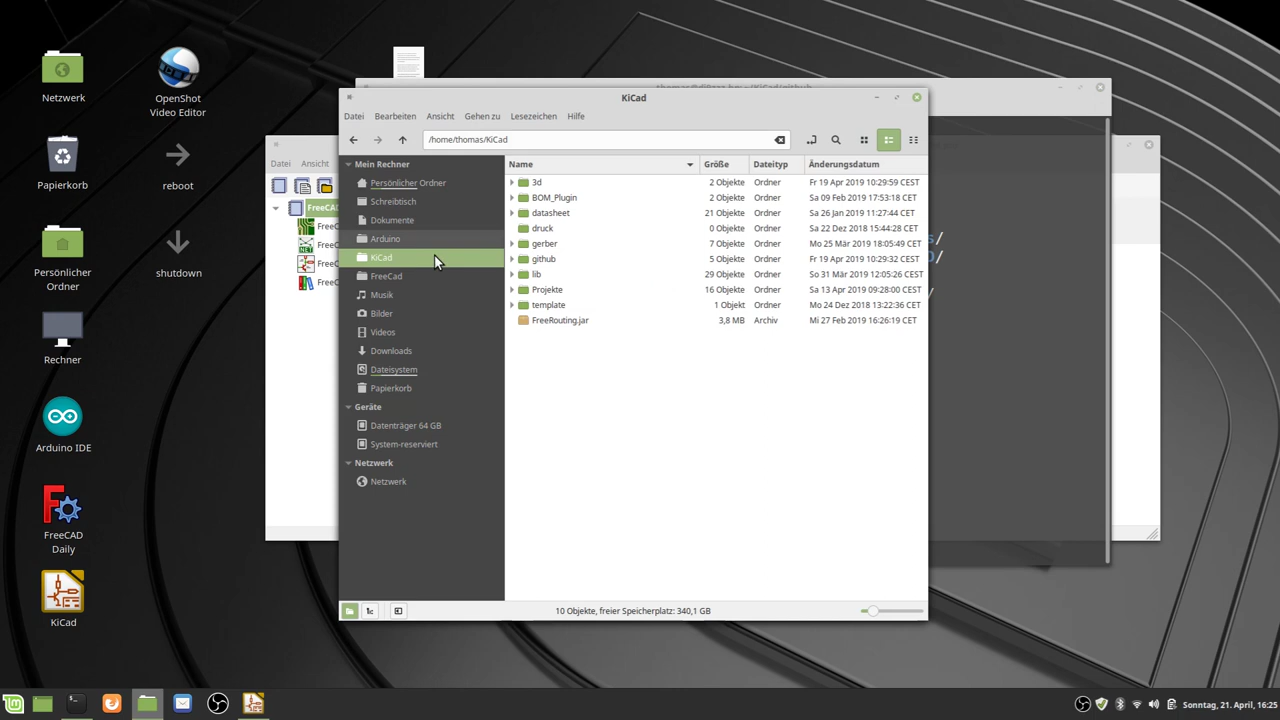 Netzwerk
OpenShot
Video Editor
Papierkorb
reboot
Persönlicher
Ordner
shutdown
Rechner
Arduino IDE
FreeCAD
Daily
KiCad
Datei
Ansicht
FreeCA
Free
Free
Free
Free
KiCad
Datei Bearbeiten Ansicht Gehen zu Lesezeichen Hilfe
/home/thomas/KiCad
Mein Rechner
Persönlicher Ordner
Schreibtisch
Dokumente
Arduino
KiCad
FreeCad
Musik
Bilder
Videos
Downloads
Dateisystem
Papierkorb
Geräte
Datenträger 64 GB
System-reserviert
Netzwerk
Netzwerk
Name Größe Dateityp Änderungsdatum
3d 2 Objekte Ordner Fr 19 Apr 2019 10:29:59 CEST
BOM_Plugin 2 Objekte Ordner Sa 09 Feb 2019 17:53:18 CET
datasheet 21 Objekte Ordner Sa 26 Jan 2019 11:27:44 CET
druck 0 Objekte Ordner Sa 22 Dez 2018 15:44:28 CET
gerber 7 Objekte Ordner Mo 25 Mär 2019 18:05:49 CET
github 5 Objekte Ordner Fr 19 Apr 2019 10:29:32 CEST
lib 29 Objekte Ordner So 31 Mär 2019 12:05:26 CEST
Projekte 16 Objekte Ordner Sa 13 Apr 2019 09:28:00 CEST
template 1 Objekt Ordner Mo 24 Dez 2018 13:22:36 CET
FreeRouting.jar 3,8 MB Archiv Mi 27 Feb 2019 16:26:19 CET
s/
/
/
10 Objekte, freier Speicherplatz: 340,1 GB
Sonntag, 21. April, 16:25